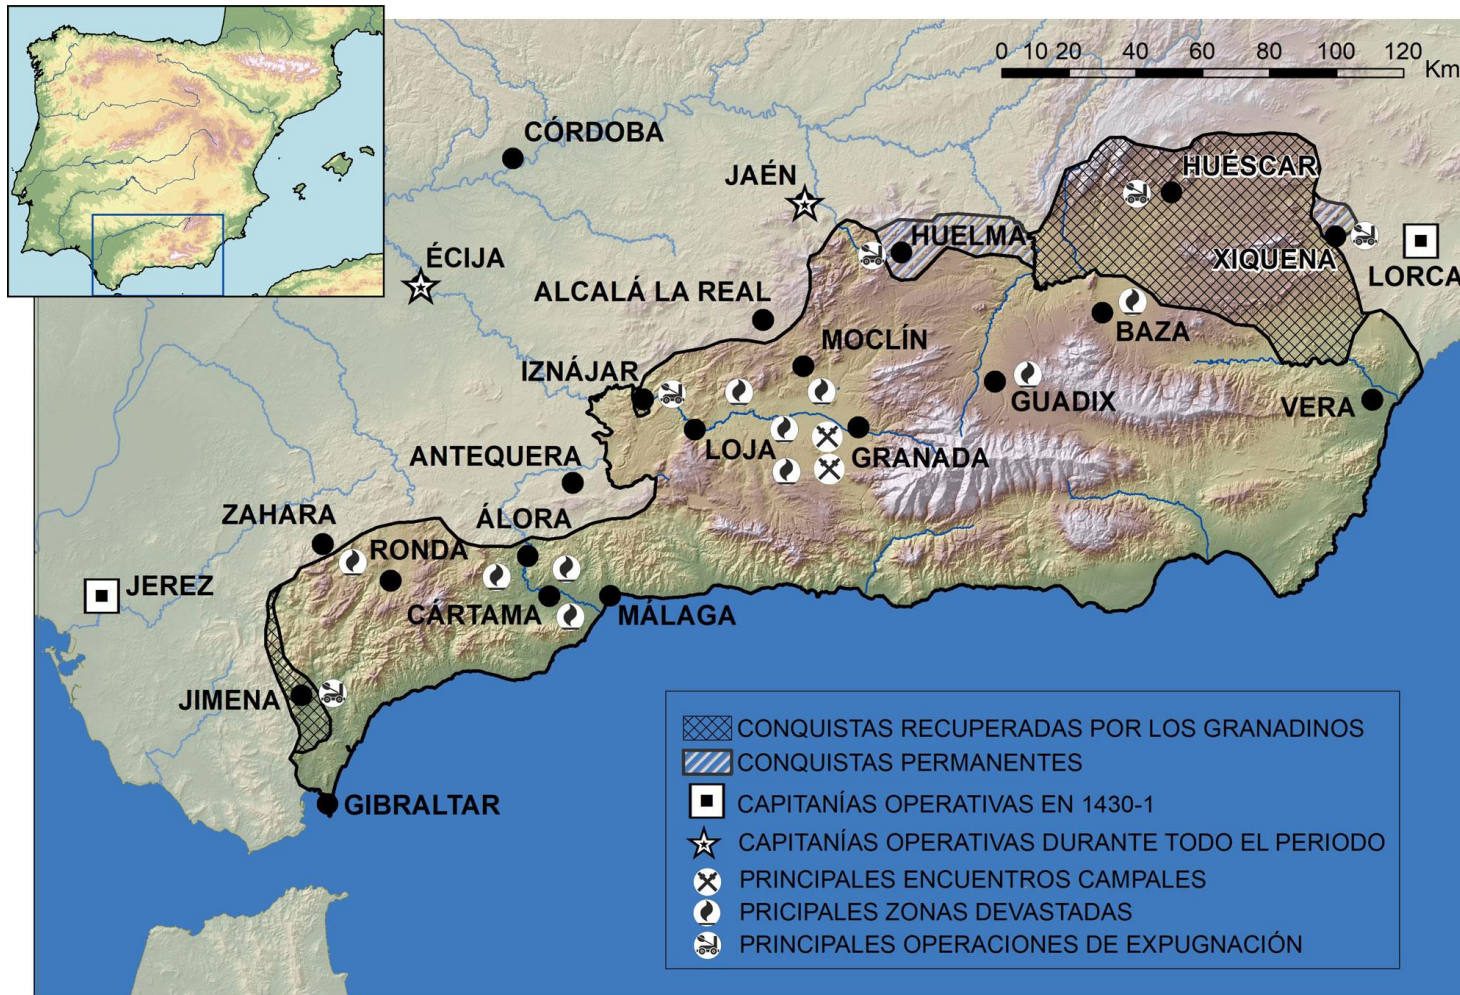 0 10 20 40 60 80 100 120
Km
CÓRDOBA
JAÉN
HUÉSCAR
HUELMA
XIQUENA
LORCA
ÉCIJA
ALCALÁ LA REAL
BAZA
MOCLÍN
IZNÁJAR
GUADIX
VERA
LOJA
GRANADA
ANTEQUERA
ZAHARA
ÁLORA
RONDA
JEREZ
CÁRTAMA
MÁLAGA
JIMENA
GIBRALTAR
CONQUISTAS RECUPERADAS POR LOS GRANADINOS
CONQUISTAS PERMANENTES
CAPITANÍAS OPERATIVAS EN 1430-1
CAPITANÍAS OPERATIVAS DURANTE TODO EL PERIODO
PRINCIPALES ENCUENTROS CAMPALES
PRICIPALES ZONAS DEVASTADAS
PRINCIPALES OPERACIONES DE EXPUGNACIÓN